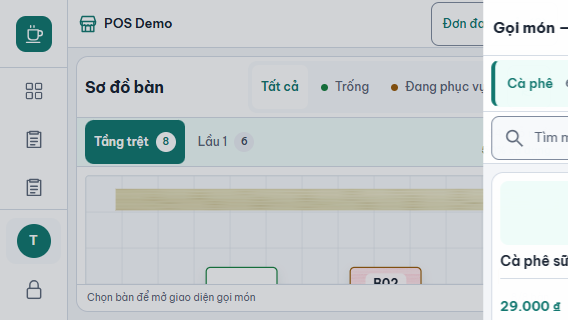 POS Demo
Đơn
Gọi món –
Sơ đồ bàn
Tất cả
Trống
Đang phục vụ
Cà phê
Tầng trệt 8
Lầu 1 6
Tìm
B02
Cà phê
Chọn bàn để mở giao diện gọi món
29.000 ₫
T